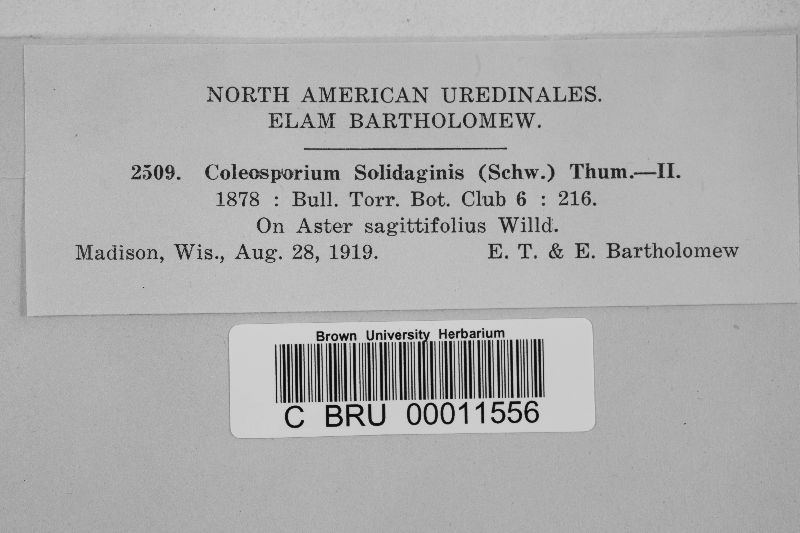 NORTH AMERICAN UREDINALES.
ELAM BARTHOLOMEW.
2509. Coleosporium Solidaginis (Schw.) Thum.—II.
1878 : Bull. Torr. Bot. Club 6 : 216.
On Aster sagittifolius Willd.
Madison, Wis., Aug. 28, 1919. E. T. & E. Bartholomew
Brown University Herbarium
C BRU 00011556